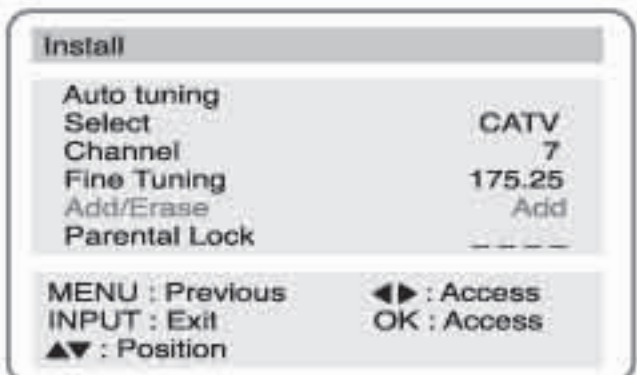 Install
Auto tuning
Select CATV
Channel 7
Fine Tuning 175.25
Add/Erase Add
Parental Lock _ _ _ _
MENU : Previous ◀▶ : Access
INPUT : Exit OK : Access
▲▼ : Position